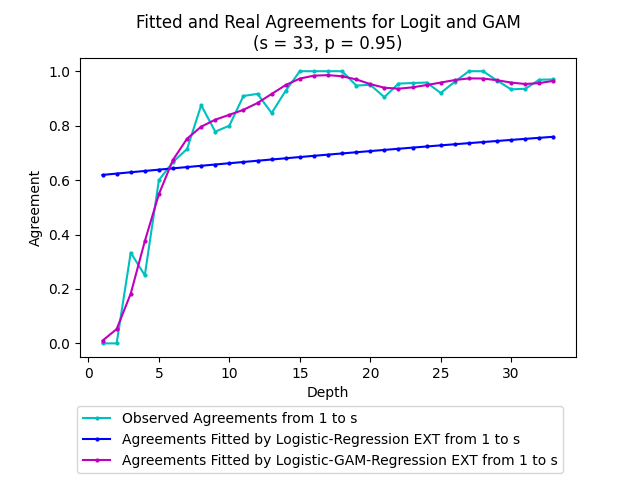 Fitted and Real Agreements for Logit and GAM
(s = 33, p = 0.95)
1.0
0.8
0.6
0.4
0.2
0.0
Agreement
0 5 10 15 20 25 30
Depth
Observed Agreements from 1 to s
Agreements Fitted by Logistic-Regression EXT from 1 to s
Agreements Fitted by Logistic-GAM-Regression EXT from 1 to s